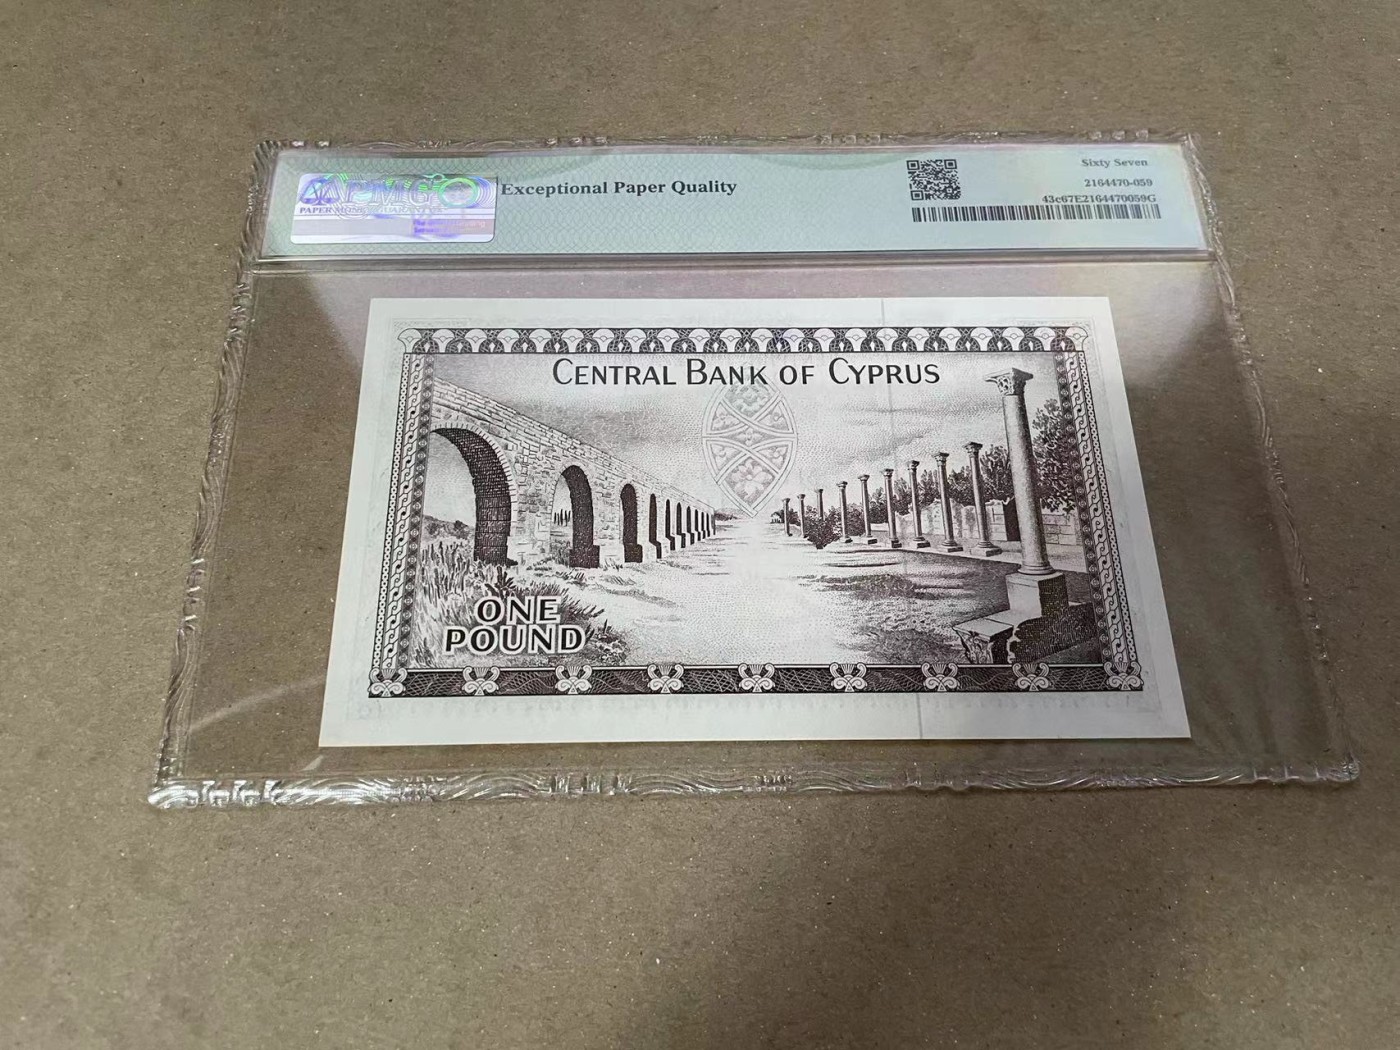 PMG
Exceptional Paper Quality
Sixty Seven
2164470-059
43c67E2164470059G
CENTRAL BANK OF CYPRUS
ONE
POUND